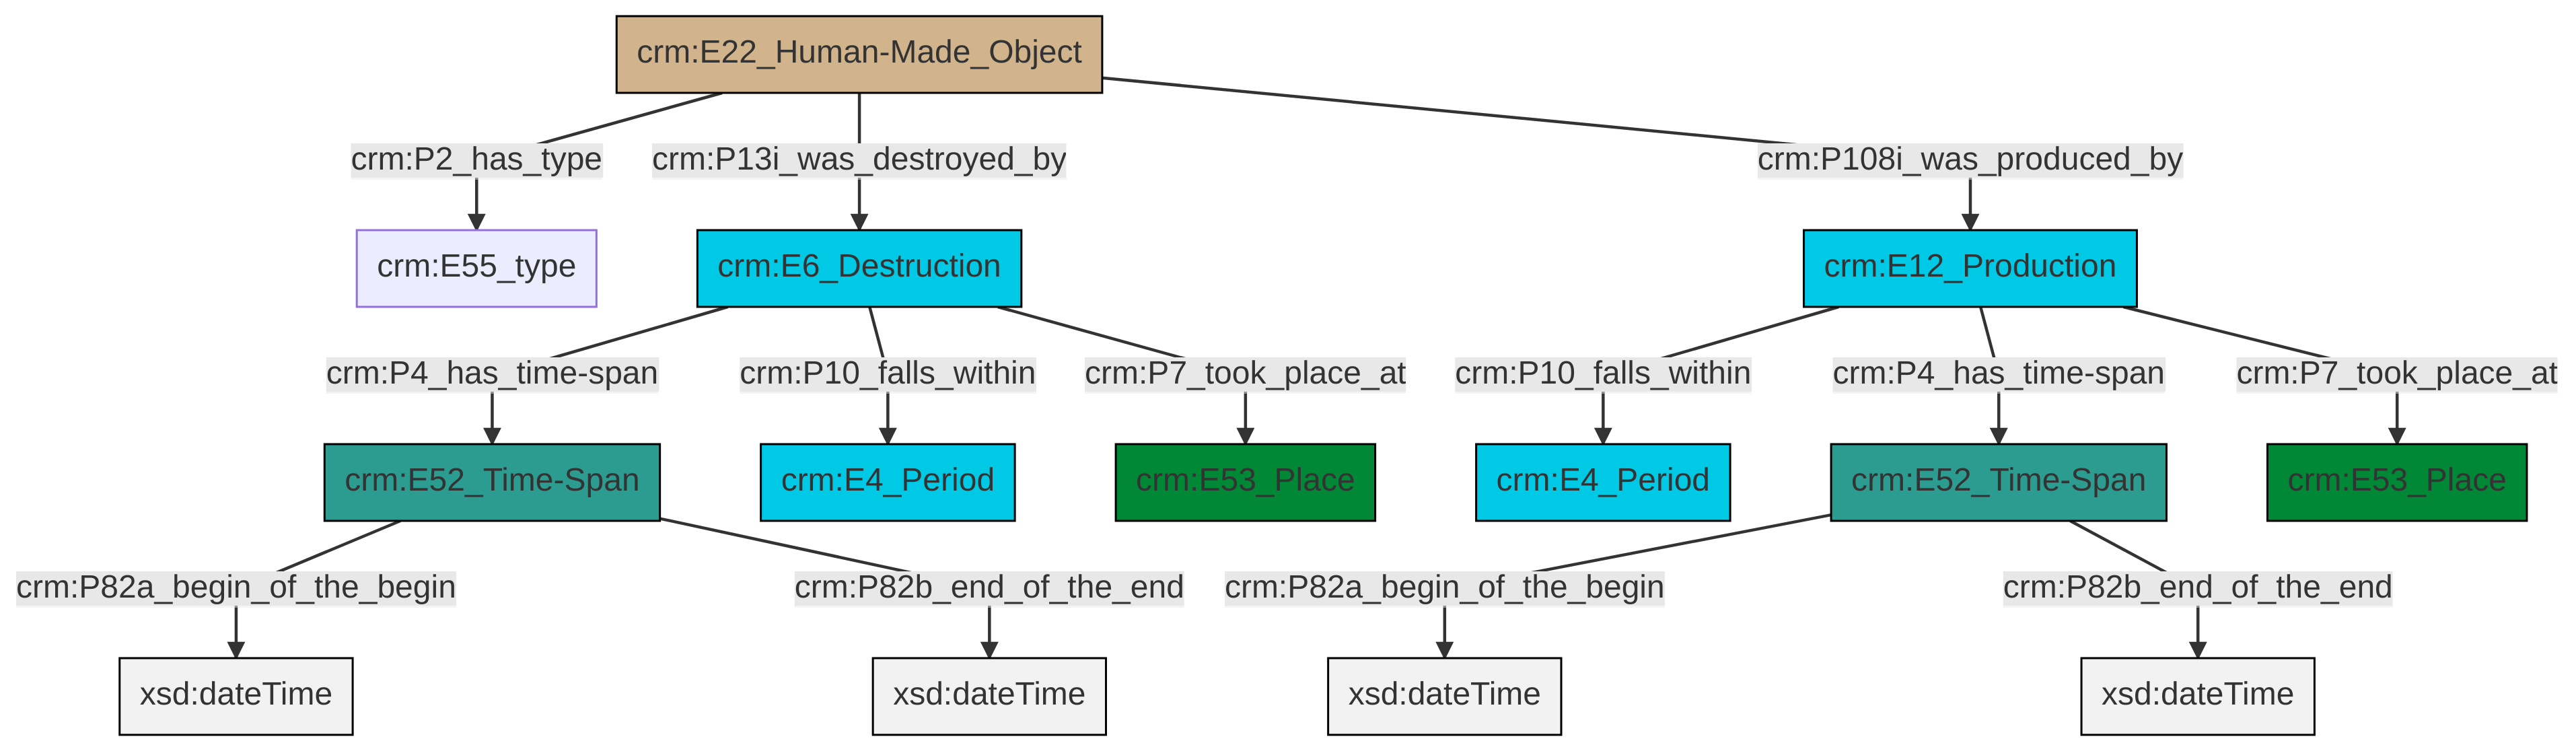 crm:E22_Human-Made_Object
crm:P2_has_type
crm:P13i_was_destroyed_by
crm:P108i_was_produced_by
crm:E55_type
crm:E6_Destruction
crm:E12_Production
crm:P4_has_time-span
crm:P10_falls_within
crm:P7_took_place_at
crm:P10_falls_within
crm:P4_has_time-span
crm:P7_took_place_at
crm:E52_Time-Span
crm:E4_Period
crm:E53_Place
crm:E4_Period
crm:E52_Time-Span
crm:E53_Place
crm:P82a_begin_of_the_begin
crm:P82b_end_of_the_end
crm:P82a_begin_of_the_begin
crm:P82b_end_of_the_end
xsd:dateTime
xsd:dateTime
xsd:dateTime
xsd:dateTime